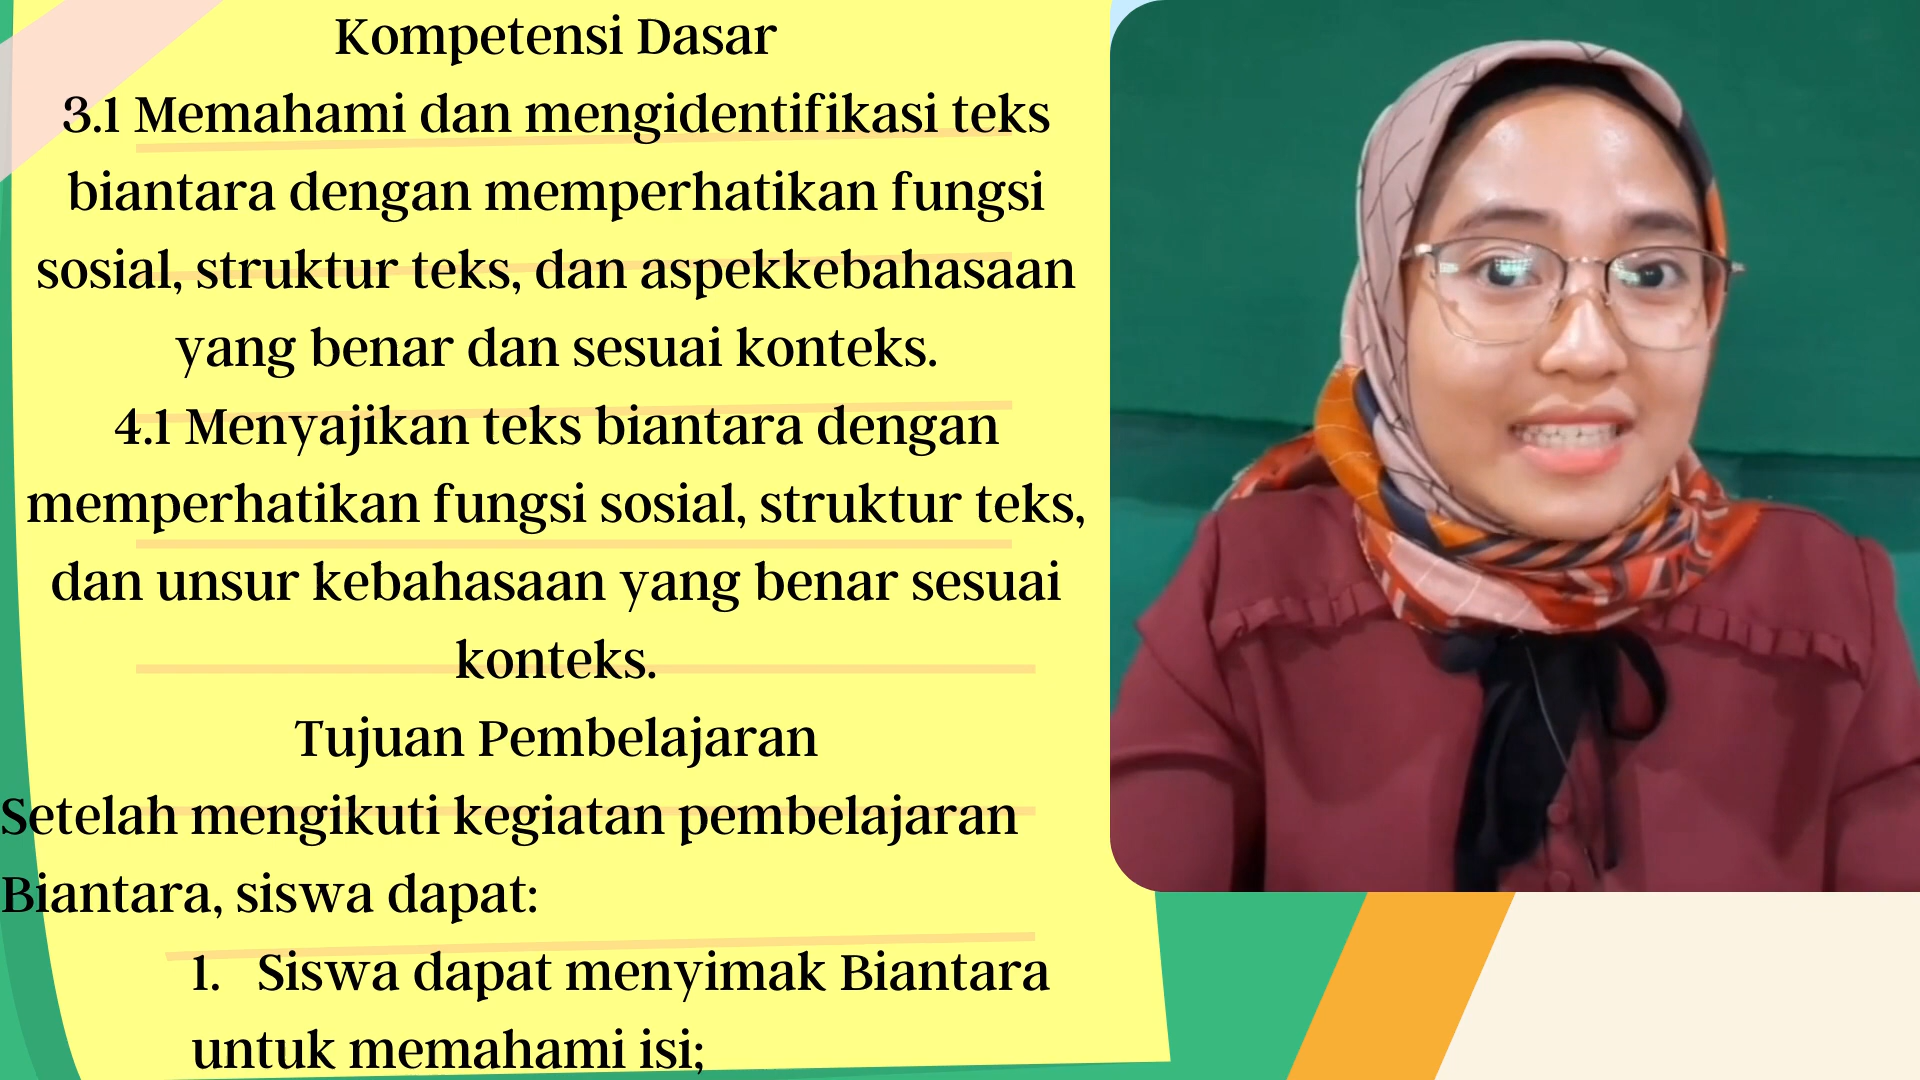 Kompetensi Dasar
3.1 Memahami dan mengidentifikasi teks
biantara dengan memperhatikan fungsi
sosial, struktur teks, dan aspekkebahasaan
yang benar dan sesuai konteks.
4.1 Menyajikan teks biantara dengan
memperhatikan fungsi sosial, struktur teks,
dan unsur kebahasaan yang benar sesuai
konteks.
Tujuan Pembelajaran
Setelah mengikuti kegiatan pembelajaran
Biantara, siswa dapat:
1. Siswa dapat menyimak Biantara
untuk memahami isi;